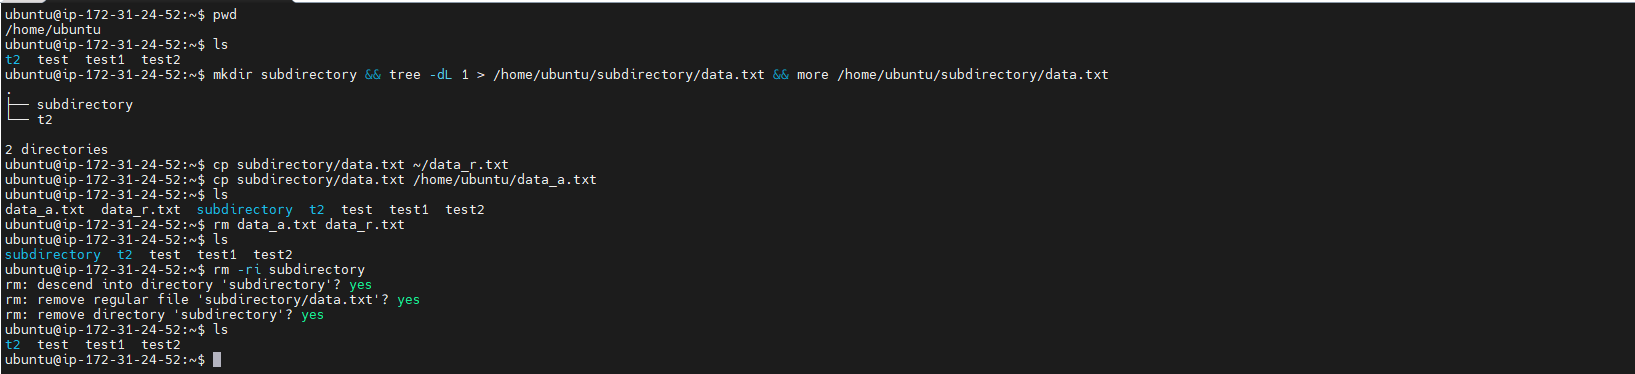 ubuntu@ip-172-31-24-52:~$ pwd
/home/ubuntu
ubuntu@ip-172-31-24-52:~$ ls
t2  test  test1  test2
ubuntu@ip-172-31-24-52:~$ mkdir subdirectory && tree -dL 1 > /home/ubuntu/subdirectory/data.txt && more /home/ubuntu/subdirectory/data.txt
.
├── subdirectory
└── t2

2 directories
ubuntu@ip-172-31-24-52:~$ cp subdirectory/data.txt ~/data_r.txt
ubuntu@ip-172-31-24-52:~$ cp subdirectory/data.txt /home/ubuntu/data_a.txt
ubuntu@ip-172-31-24-52:~$ ls
data_a.txt  data_r.txt  subdirectory  t2  test  test1  test2
ubuntu@ip-172-31-24-52:~$ rm data_a.txt data_r.txt
ubuntu@ip-172-31-24-52:~$ ls
subdirectory  t2  test  test1  test2
ubuntu@ip-172-31-24-52:~$ rm -ri subdirectory
rm: descend into directory 'subdirectory'? yes
rm: remove regular file 'subdirectory/data.txt'? yes
rm: remove directory 'subdirectory'? yes
ubuntu@ip-172-31-24-52:~$ ls
t2  test  test1  test2
ubuntu@ip-172-31-24-52:~$